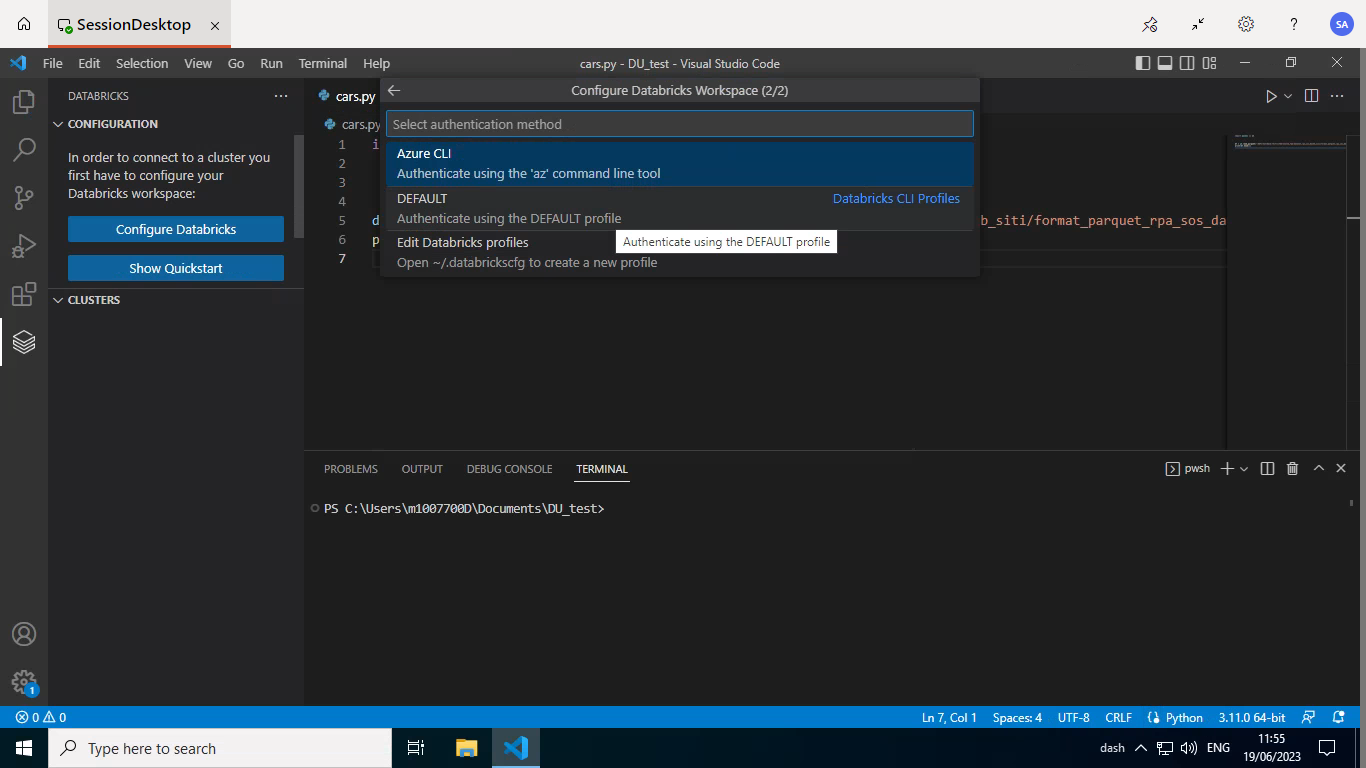 SessionDesktop
?
SA
File Edit Selection View Go Run Terminal Help
cars.py - DU_test - Visual Studio Code
DATABRICKS
CONFIGURATION
In order to connect to a cluster you
first have to configure your
Databricks workspace:
Configure Databricks
Show Quickstart
CLUSTERS
cars.py
cars.py
1 i
2
3
4
5 d b_siti/format_parquet_rpa_sos_da
6 p
7
Configure Databricks Workspace (2/2)
Select authentication method
Azure CLI
Authenticate using the 'az' command line tool
DEFAULT Databricks CLI Profiles
Authenticate using the DEFAULT profile
Edit Databricks profiles
Authenticate using the DEFAULT profile
Open ~/.databrickscfg to create a new profile
PROBLEMS OUTPUT DEBUG CONSOLE TERMINAL
pwsh
PS C:\Users\m1007700D\Documents\DU_test>
1
0 0
Ln 7, Col 1 Spaces: 4 UTF-8 CRLF Python 3.11.0 64-bit
Type here to search
dash ENG
11:55
19/06/2023